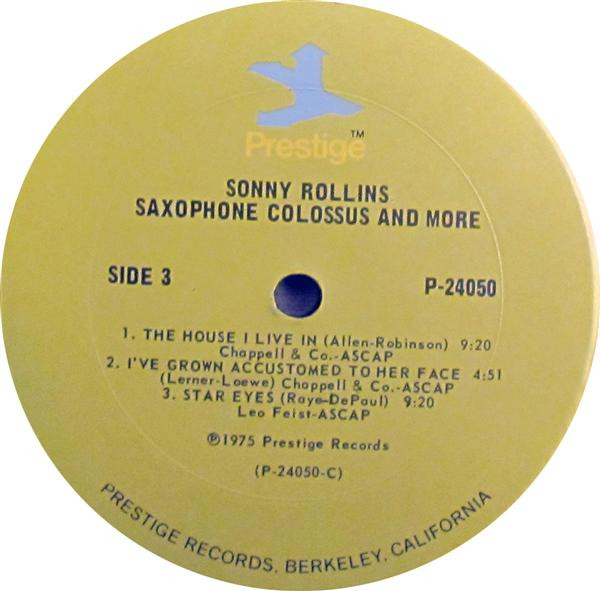 Prestige™
SONNY ROLLINS
SAXOPHONE COLOSSUS AND MORE
SIDE 3
P-24050
1. THE HOUSE I LIVE IN (Allen-Robinson) 9:20
Chappell & Co.-ASCAP
2. I'VE GROWN ACCUSTOMED TO HER FACE 4:51
(Lerner-Loewe) Chappell & Co.-ASCAP
3. STAR EYES (Raye-DePaul) 9:20
Leo Feist-ASCAP
℗1975 Prestige Records
(P-24050-C)
PRESTIGE RECORDS, BERKELEY, CALIFORNIA